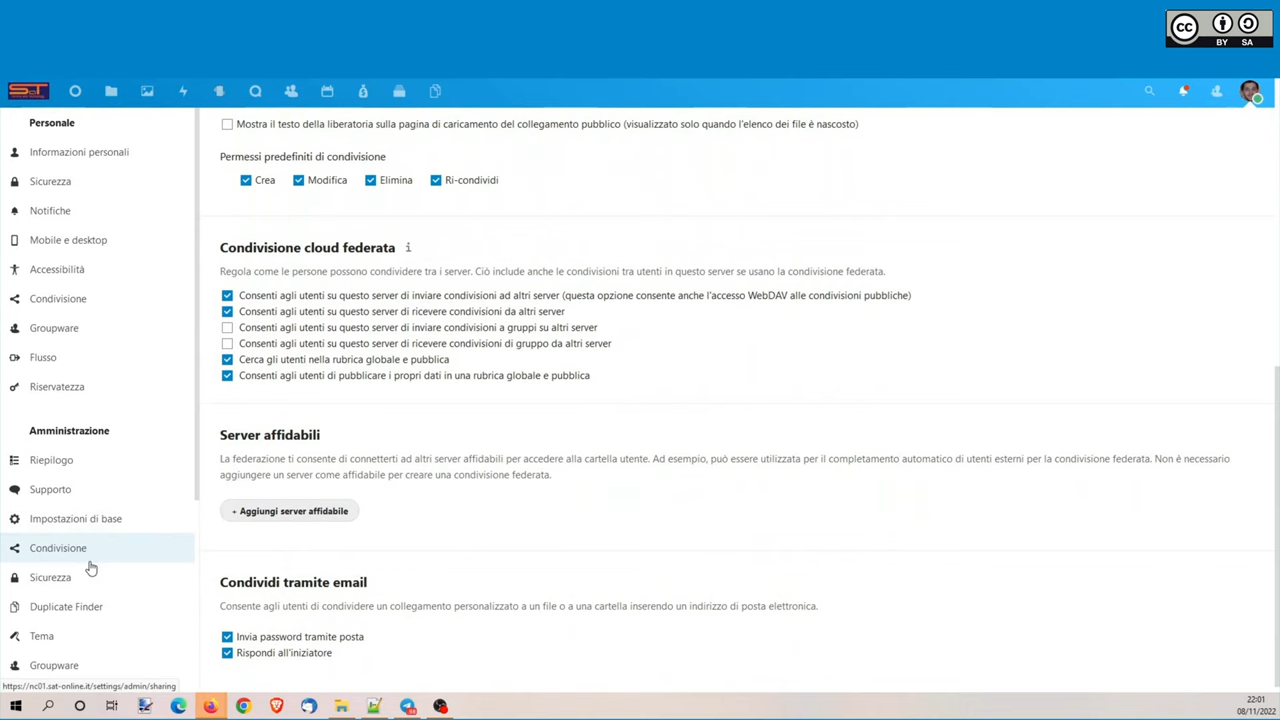 CC
BY SA
S&T
Personale
Informazioni personali
Sicurezza
Notifiche
Mobile e desktop
Accessibilità
Condivisione
Groupware
Flusso
Riservatezza
Amministrazione
Riepilogo
Supporto
Impostazioni di base
Condivisione
Sicurezza
Duplicate Finder
Tema
Groupware
https://nc01.sat-online.it/settings/admin/sharing
Mostra il testo della liberatoria sulla pagina di caricamento del collegamento pubblico (visualizzato solo quando l'elenco dei file è nascosto)
Permessi predefiniti di condivisione
Crea Modifica Elimina Ri-condividi
Condivisione cloud federata i
Regola come le persone possono condividere tra i server. Ciò include anche le condivisioni tra utenti in questo server se usano la condivisione federata.
Consenti agli utenti su questo server di inviare condivisioni ad altri server (questa opzione consente anche l'accesso WebDAV alle condivisioni pubbliche)
Consenti agli utenti su questo server di ricevere condivisioni da altri server
Consenti agli utenti su questo server di inviare condivisioni a gruppi su altri server
Consenti agli utenti su questo server di ricevere condivisioni di gruppo da altri server
Cerca gli utenti nella rubrica globale e pubblica
Consenti agli utenti di pubblicare i propri dati in una rubrica globale e pubblica
Server affidabili
La federazione ti consente di connetterti ad altri server affidabili per accedere alla cartella utente. Ad esempio, può essere utilizzata per il completamento automatico di utenti esterni per la condivisione federata. Non è necessario
aggiungere un server come affidabile per creare una condivisione federata.
+ Aggiungi server affidabile
Condividi tramite email
Consente agli utenti di condividere un collegamento personalizzato a un file o a una cartella inserendo un indirizzo di posta elettronica.
Invia password tramite posta
Rispondi all'iniziatore
22:01
08/11/2022